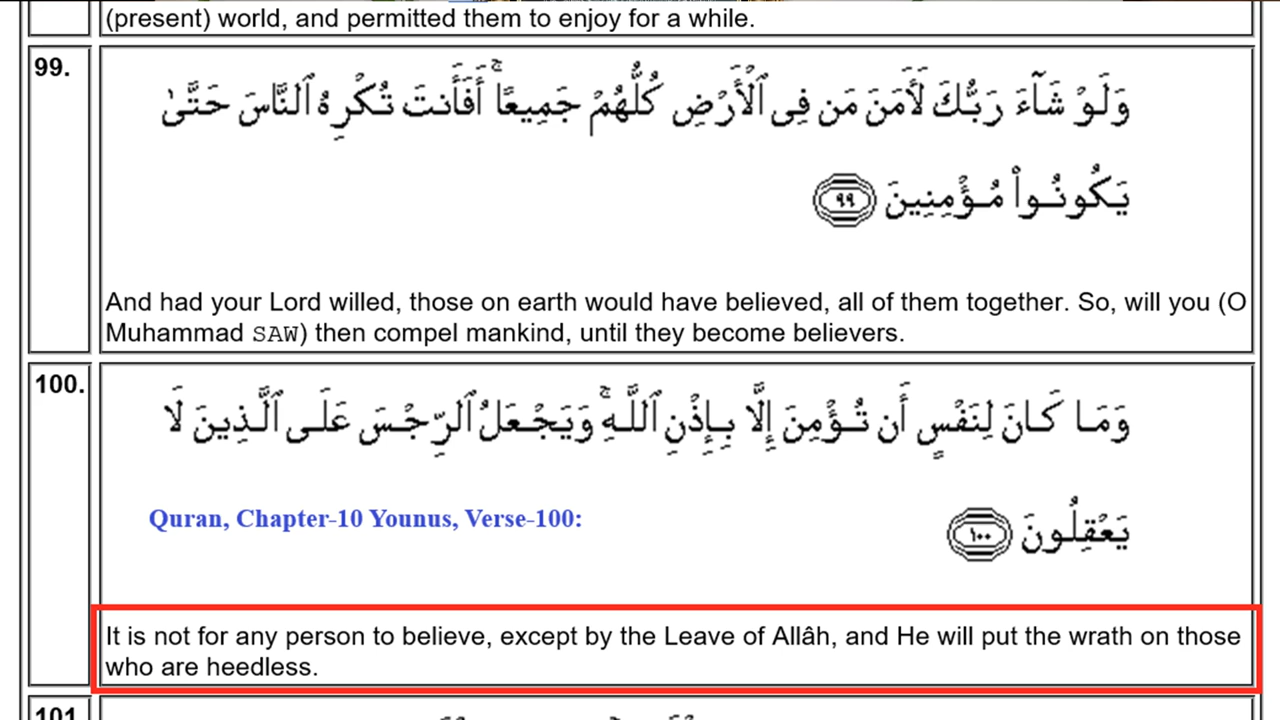 (present) world, and permitted them to enjoy for a while.
99.
وَلَوْ شَآءَ رَبُّكَ لَأَمَنَ مَن فِى ٱلْأَرْضِ كُلُّهُمْ جَمِيعًا ۚ أَفَأَنتَ تُكْرِهُ ٱلنَّاسَ حَتَّىٰ
يَكُونُوا۟ مُؤْمِنِينَ ٩٩
And had your Lord willed, those on earth would have believed, all of them together. So, will you (O
Muhammad SAW) then compel mankind, until they become believers.
100.
وَمَا كَانَ لِنَفْسٍ أَن تُؤْمِنَ إِلَّا بِإِذْنِ ٱللَّهِ ۚ وَيَجْعَلُ ٱلرِّجْسَ عَلَى ٱلَّذِينَ لَا
Quran, Chapter-10 Younus, Verse-100:
يَعْقِلُونَ ١٠٠
It is not for any person to believe, except by the Leave of Allâh, and He will put the wrath on those
who are heedless.
101